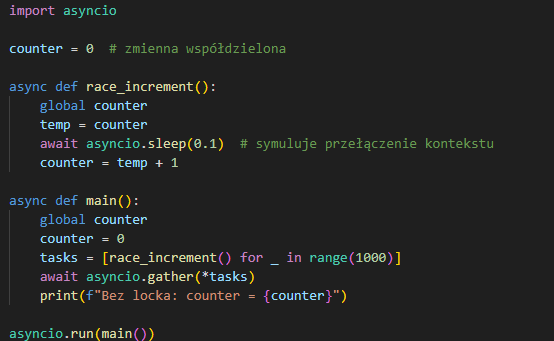 import asyncio
counter = 0  # zmienna współdzielona
async def race_increment():
    global counter
    temp = counter
    await asyncio.sleep(0.1)  # symuluje przełączenie kontekstu
    counter = temp + 1
async def main():
    global counter
    counter = 0
    tasks = [race_increment() for _ in range(1000)]
    await asyncio.gather(*tasks)
    print(f"Bez locka: counter = {counter}")
asyncio.run(main())